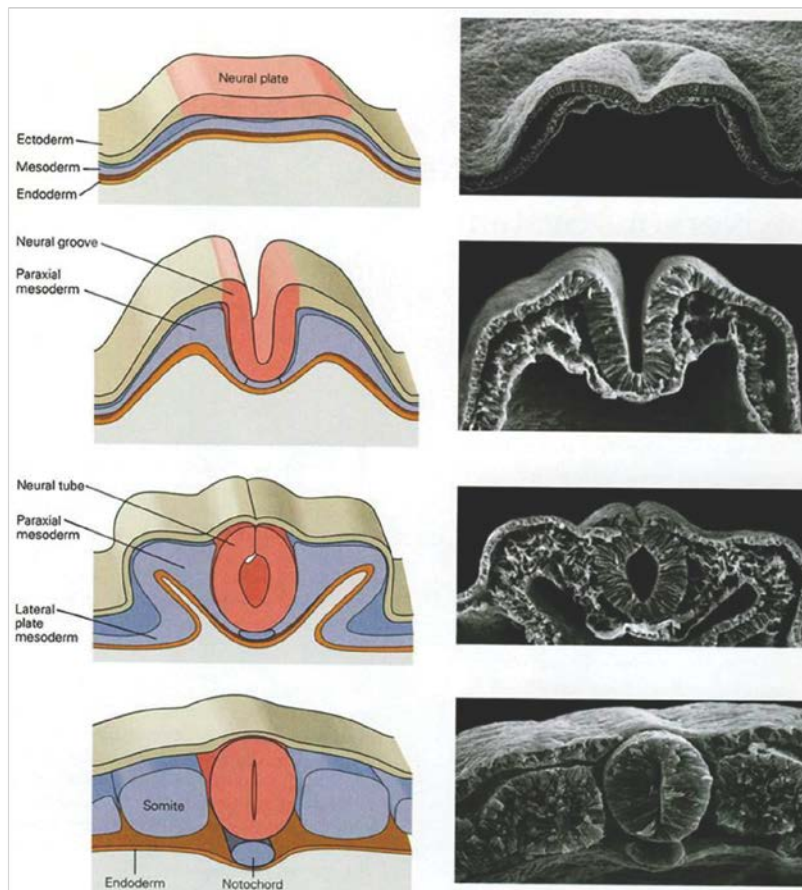 Neural plate
Ectoderm
Mesoderm
Endoderm
Neural groove
Paraxial
mesoderm
Neural tube
Paraxial
mesoderm
Lateral
plate
mesoderm
Somite
Endoderm
Notochord